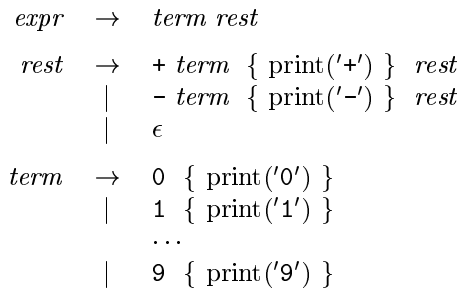 expr → term rest
rest → + term { print('+') } rest
| - term { print('-') } rest
| ϵ
term → 0 { print('0') }
| 1 { print('1') }
...
| 9 { print('9') }